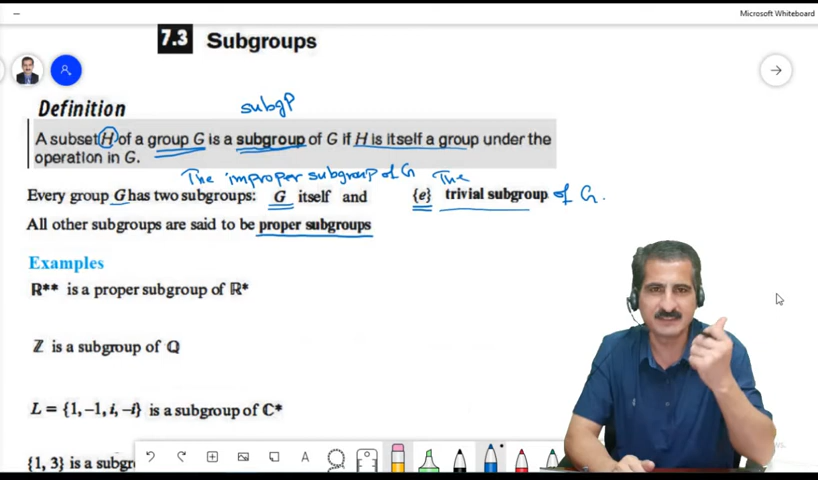 Microsoft Whiteboard
7.3 Subgroups
Definition
subgP
A subset H of a group G is a subgroup of G if H is itself a group under the
operation in G.
The improper subgroup of G The
Every group G has two subgroups: G itself and {e} trivial subgroup of G.
All other subgroups are said to be proper subgroups
Examples
R** is a proper subgroup of ℝ*
ℤ is a subgroup of ℚ
L = {1, −1, i, −i} is a subgroup of ℂ*
{1, 3} is a subgr
A